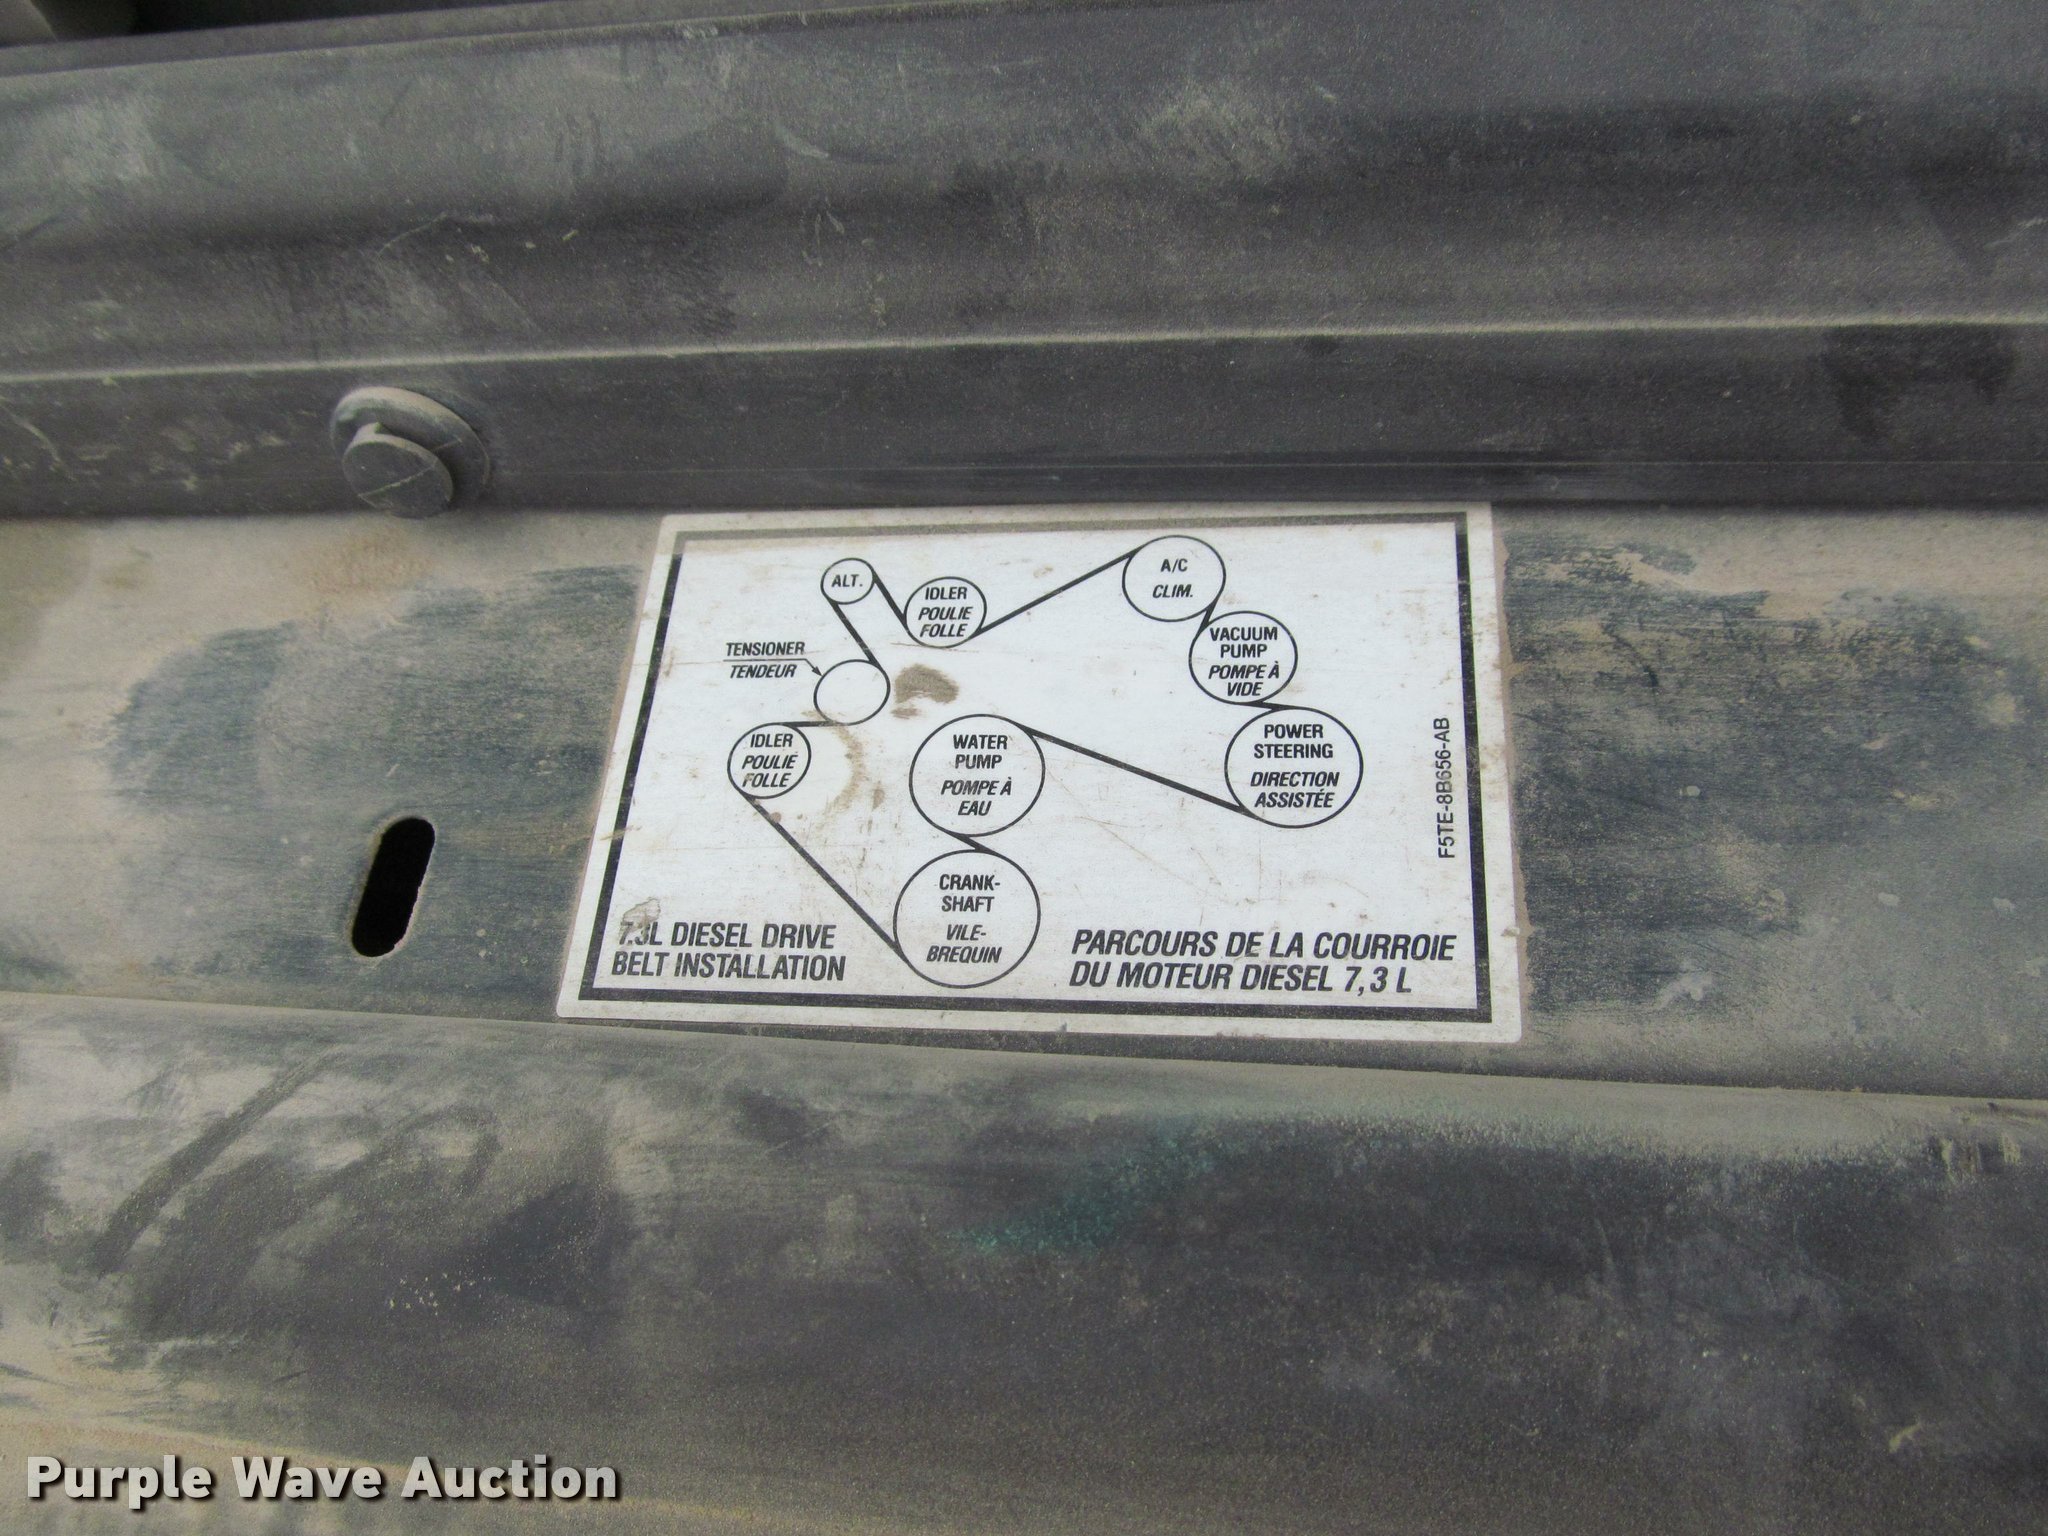 ALT.
IDLER
POULIE
FOLLE
A/C
CLIM.
TENSIONER
TENDEUR
VACUUM
PUMP
POMPE À
VIDE
IDLER
POULIE
FOLLE
WATER
PUMP
POMPE À
EAU
POWER
STEERING
DIRECTION
ASSISTÉE
F5TE-8B656-AB
CRANK-
SHAFT
VILE-
BREQUIN
7.3L DIESEL DRIVE
BELT INSTALLATION
PARCOURS DE LA COURROIE
DU MOTEUR DIESEL 7,3 L
Purple Wave Auction